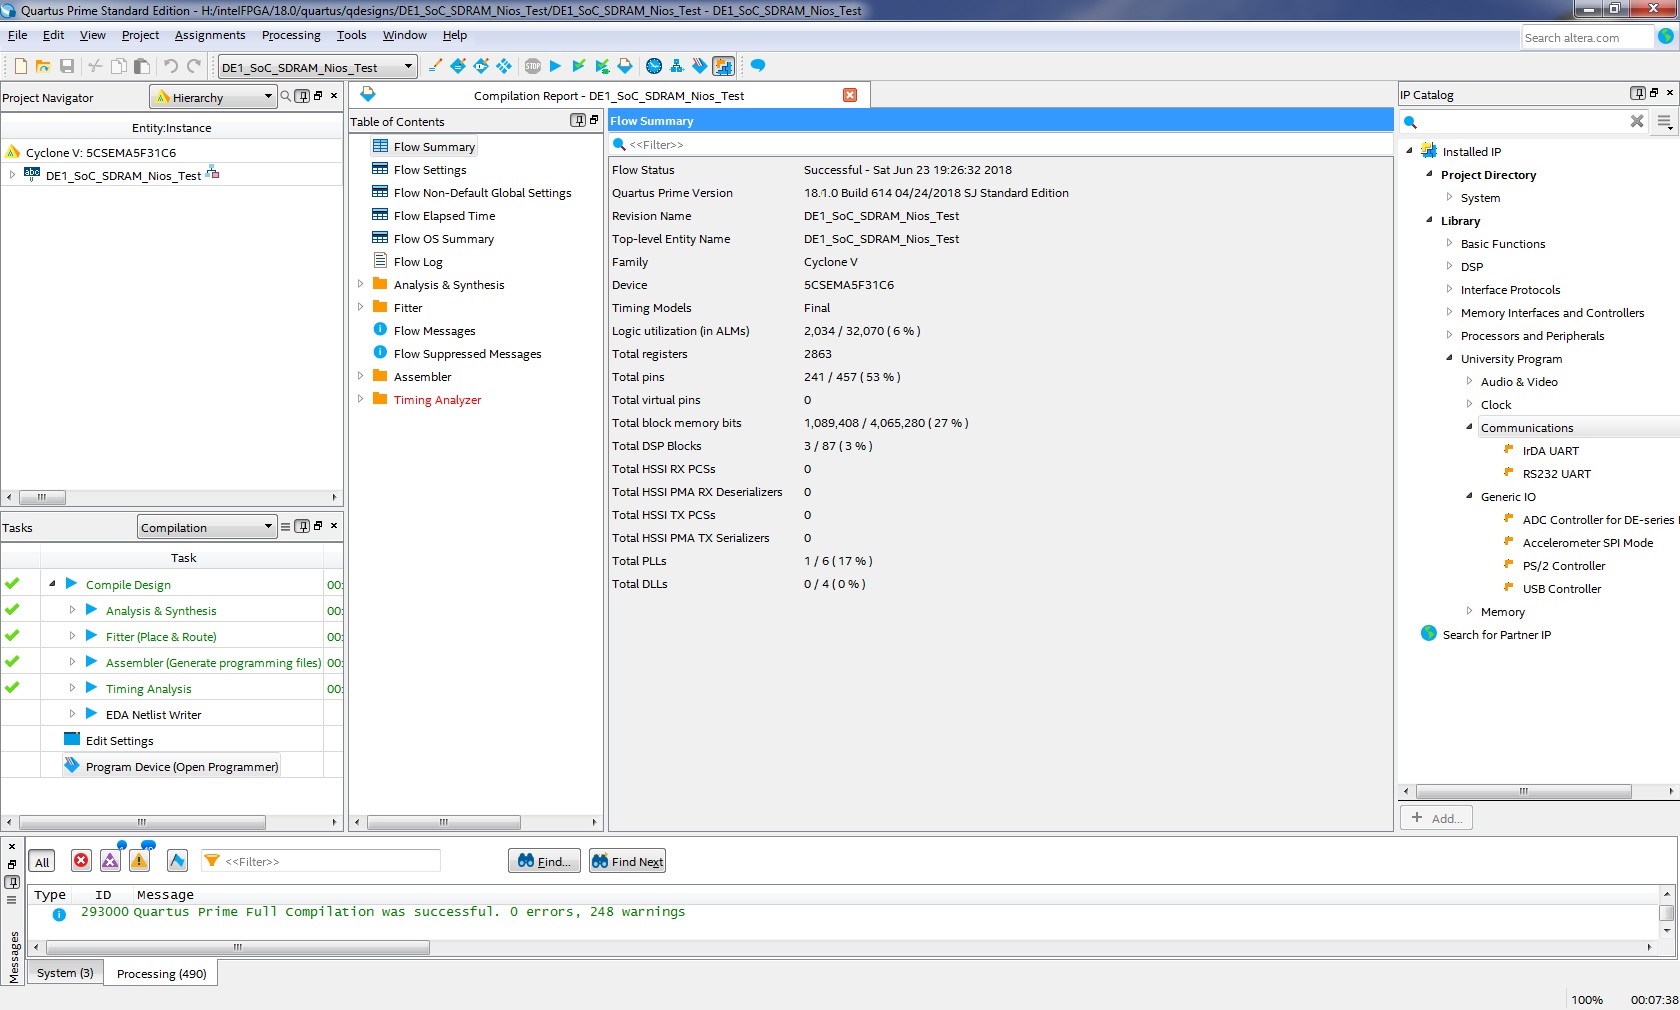 Quartus Prime Standard Edition - H:/intelFPGA/18.0/quartus/qdesigns/DE1_SoC_SDRAM_Nios_Test/DE1_SoC_SDRAM_Nios_Test - DE1_SoC_SDRAM_Nios_Test
File Edit View Project Assignments Processing Tools Window Help
Search altera.com
DE1_SoC_SDRAM_Nios_Test
STOP
Project Navigator
Hierarchy
Entity:Instance
Cyclone V: 5CSEMA5F31C6
abc DE1_SoC_SDRAM_Nios_Test
Tasks
Compilation
Task
Compile Design 00:
Analysis & Synthesis 00:
Fitter (Place & Route) 00:
Assembler (Generate programming files) 00:
Timing Analysis 00:
EDA Netlist Writer
Edit Settings
Program Device (Open Programmer)
Compilation Report - DE1_SoC_SDRAM_Nios_Test
Table of Contents
Flow Summary
Flow Settings
Flow Non-Default Global Settings
Flow Elapsed Time
Flow OS Summary
Flow Log
Analysis & Synthesis
Fitter
Flow Messages
Flow Suppressed Messages
Assembler
Timing Analyzer
Flow Summary
<<Filter>>
Flow Status Successful - Sat Jun 23 19:26:32 2018
Quartus Prime Version 18.1.0 Build 614 04/24/2018 SJ Standard Edition
Revision Name DE1_SoC_SDRAM_Nios_Test
Top-level Entity Name DE1_SoC_SDRAM_Nios_Test
Family Cyclone V
Device 5CSEMA5F31C6
Timing Models Final
Logic utilization (in ALMs) 2,034 / 32,070 ( 6 % )
Total registers 2863
Total pins 241 / 457 ( 53 % )
Total virtual pins 0
Total block memory bits 1,089,408 / 4,065,280 ( 27 % )
Total DSP Blocks 3 / 87 ( 3 % )
Total HSSI RX PCSs 0
Total HSSI PMA RX Deserializers 0
Total HSSI TX PCSs 0
Total HSSI PMA TX Serializers 0
Total PLLs 1 / 6 ( 17 % )
Total DLLs 0 / 4 ( 0 % )
IP Catalog
Installed IP
Project Directory
System
Library
Basic Functions
DSP
Interface Protocols
Memory Interfaces and Controllers
Processors and Peripherals
University Program
Audio & Video
Clock
Communications
IrDA UART
RS232 UART
Generic IO
ADC Controller for DE-series
Accelerometer SPI Mode
PS/2 Controller
USB Controller
Memory
Search for Partner IP
+ Add...
Messages
All
<<Filter>>
Find...
Find Next
Type ID Message
293000 Quartus Prime Full Compilation was successful. 0 errors, 248 warnings
System (3) Processing (490)
100% 00:07:38